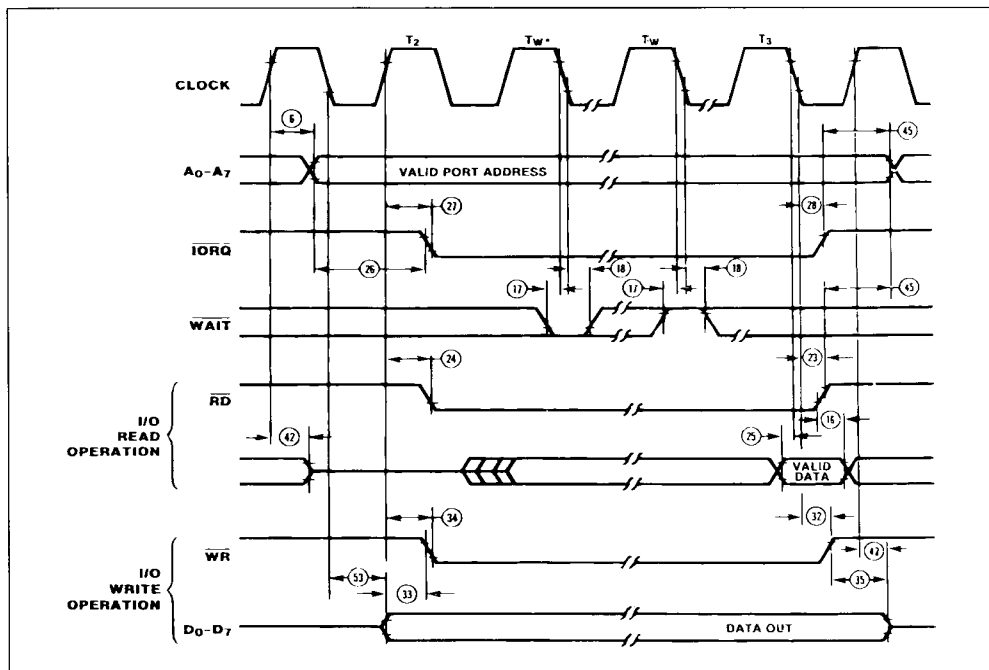 T2 TW* TW T3
CLOCK
6 45
A0–A7 VALID PORT ADDRESS
27 28
IORQ
26 18 18
17 17 45
WAIT
24 23
RD
I/O READ OPERATION
42 25 16
VALID DATA
34 32
WR
42
I/O WRITE OPERATION
53 33 35
D0–D7 DATA OUT